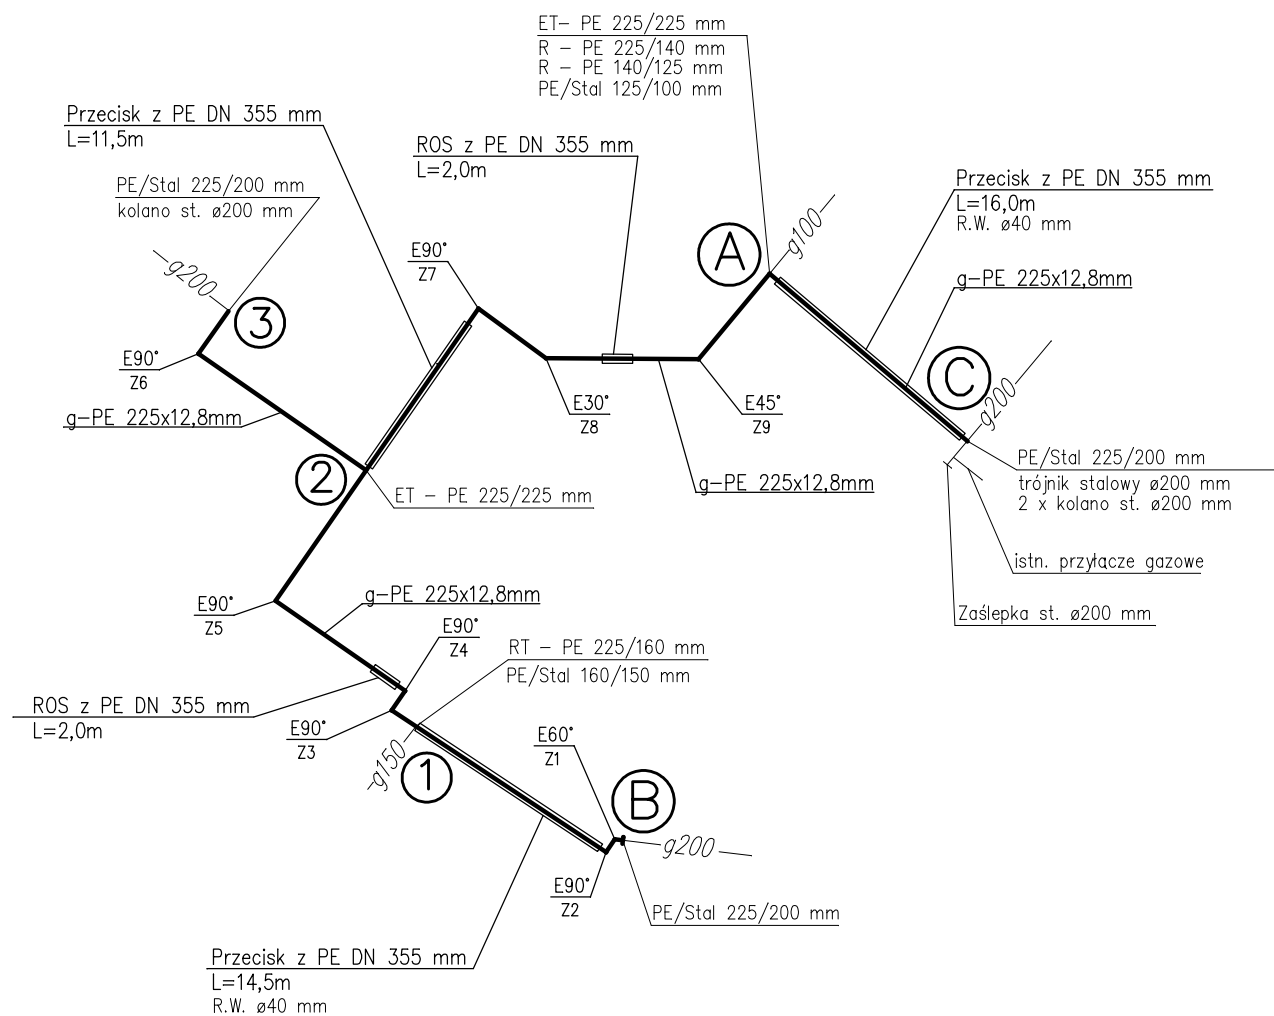 ET- PE 225/225 mm
R - PE 225/140 mm
R - PE 140/125 mm
PE/Stal 125/100 mm
Przecisk z PE DN 355 mm
L=11,5m
ROS z PE DN 355 mm
L=2,0m
PE/Stal 225/200 mm
kolano st. ø200 mm
Przecisk z PE DN 355 mm
L=16,0m
R.W. ø40 mm
g100
A
E90°
Z7
g200
3
g-PE 225x12,8mm
E90°
Z6
C
g200
E30°
Z8
E45°
Z9
g-PE 225x12,8mm
2
ET - PE 225/225 mm
g-PE 225x12,8mm
PE/Stal 225/200 mm
trójnik stalowy ø200 mm
2 x kolano st. ø200 mm
istn. przyłącze gazowe
Zaślepka st. ø200 mm
E90°
Z5
g-PE 225x12,8mm
E90°
Z4
RT - PE 225/160 mm
PE/Stal 160/150 mm
ROS z PE DN 355 mm
L=2,0m
E90°
Z3
g150
1
E60°
Z1
B
g200
E90°
Z2
PE/Stal 225/200 mm
Przecisk z PE DN 355 mm
L=14,5m
R.W. ø40 mm